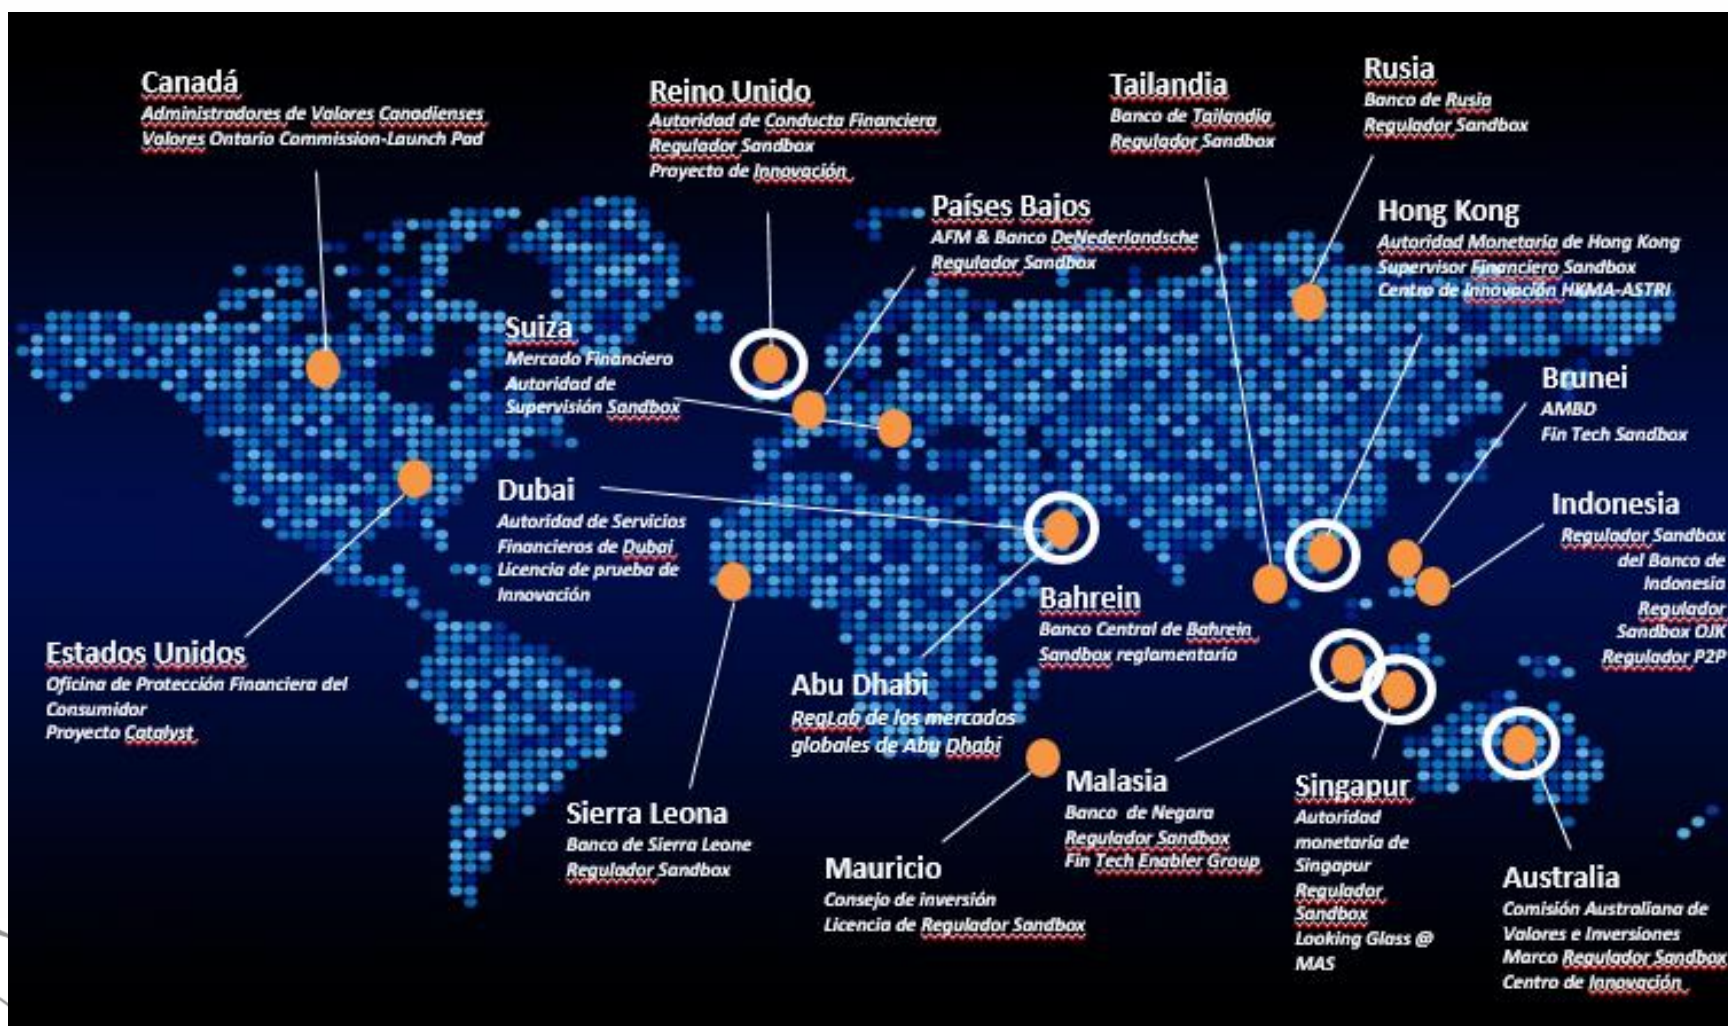 Canadá
Administradores de Valores Canadienses
Valores Ontario Commission-Launch Pad
Reino Unido
Autoridad de Conducta Financiera
Regulador Sandbox
Proyecto de Innovación
Tailandia
Banco de Tailandia
Regulador Sandbox
Rusia
Banco de Rusia
Regulador Sandbox
Países Bajos
AFM & Banco DeNederlandsche
Regulador Sandbox
Hong Kong
Autoridad Monetaria de Hong Kong
Supervisor Financiero Sandbox
Centro de Innovación HKMA-ASTRI
Suiza
Mercado Financiero
Autoridad de
Supervisión Sandbox
Brunei
AMBD
Fin Tech Sandbox
Dubai
Autoridad de Servicios
Financieros de Dubai
Licencia de prueba de
Innovación
Indonesia
Regulador Sandbox
del Banco de
Indonesia
Regulador
Sandbox OJK
Regulador P2P
Bahrein
Banco Central de Bahrein
Sandbox reglamentario
Estados Unidos
Oficina de Protección Financiera del
Consumidor
Proyecto Catalyst
Abu Dhabi
RegLab de los mercados
globales de Abu Dhabi
Sierra Leona
Banco de Sierra Leone
Regulador Sandbox
Mauricio
Consejo de inversión
Licencia de Regulador Sandbox
Malasia
Banco de Negara
Regulador Sandbox
Fin Tech Enabler Group
Singapur
Autoridad
monetaria de
Singapur
Regulador
Sandbox
Looking Glass @
MAS
Australia
Comisión Australiana de
Valores e Inversiones
Marco Regulador Sandbox
Centro de Innovación